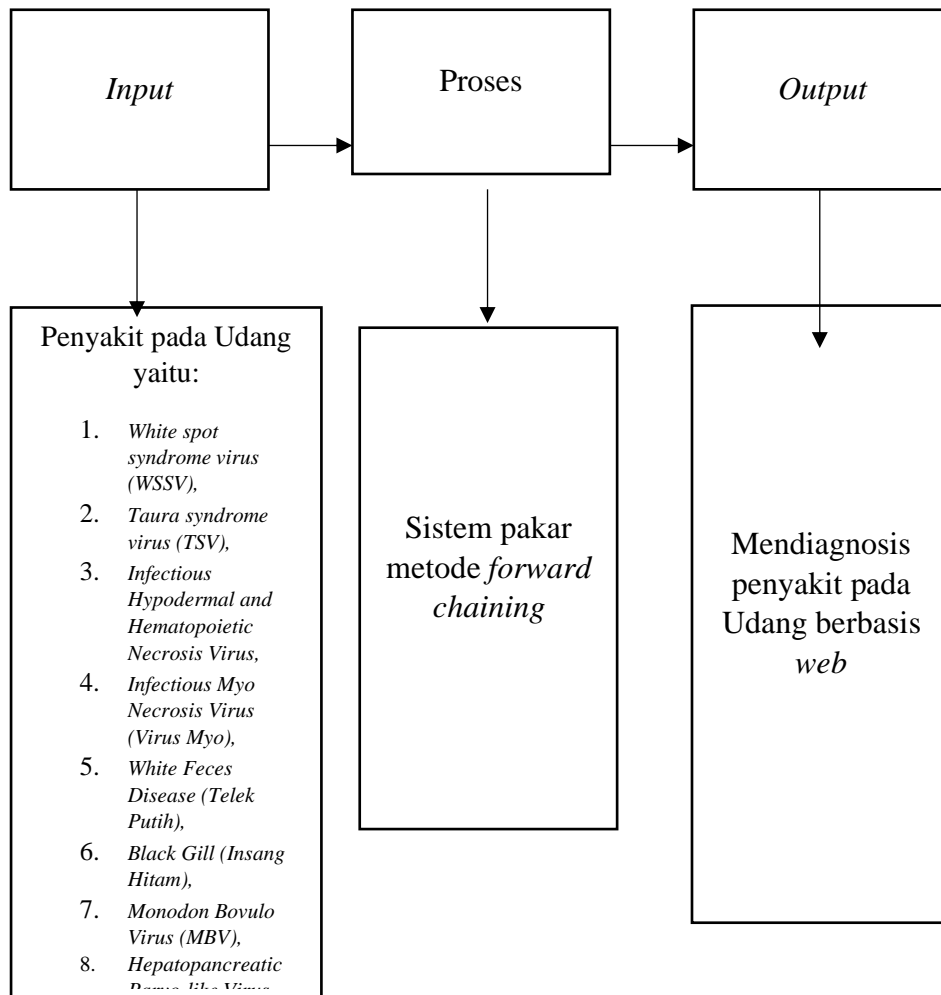 Input
Proses
Output
Penyakit pada Udang
yaitu:
1. White spot
syndrome virus
(WSSV),
2. Taura syndrome
virus (TSV),
3. Infectious
Hypodermal and
Hematopoietic
Necrosis Virus,
4. Infectious Myo
Necrosis Virus
(Virus Myo),
5. White Feces
Disease (Telek
Putih),
6. Black Gill (Insang
Hitam),
7. Monodon Bovulo
Virus (MBV),
8. Hepatopancreatic
Parvo-like Virus
Sistem pakar
metode forward
chaining
Mendiagnosis
penyakit pada
Udang berbasis
web